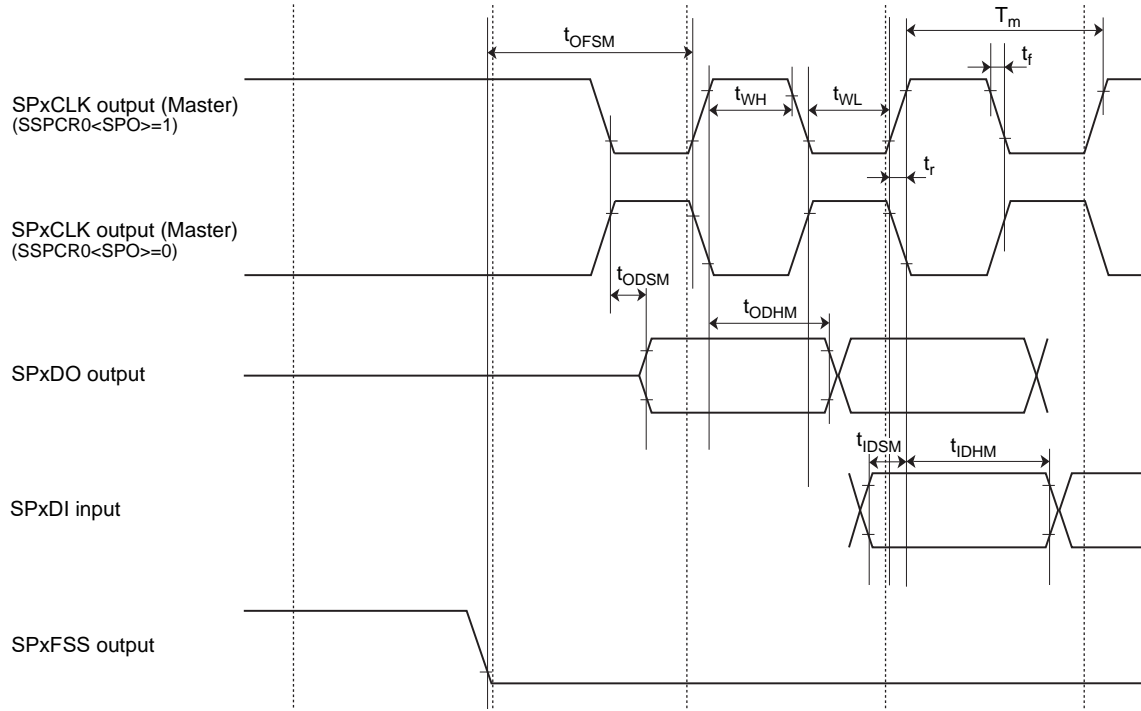 T_m
t_OFSM
t_f
SPxCLK output (Master)
(SSPCR0<SPO>=1)
t_WH
t_WL
t_r
SPxCLK output (Master)
(SSPCR0<SPO>=0)
t_ODSM
t_ODHM
SPxDO output
t_IDSM
t_IDHM
SPxDI input
SPxFSS output